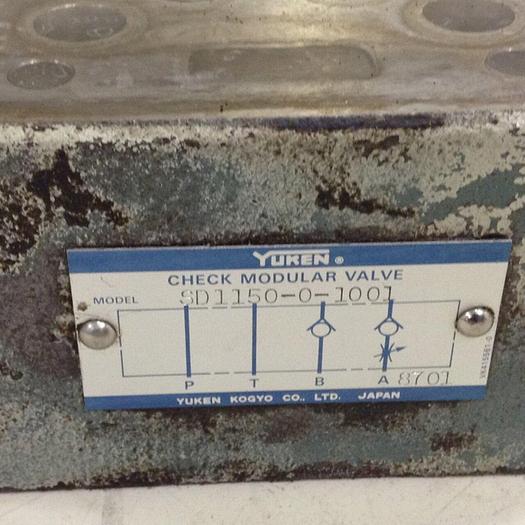 YUKEN ®
CHECK MODULAR VALVE
MODEL SD1150-0-1001
P T B A 8701
YUKEN KOGYO CO., LTD. JAPAN